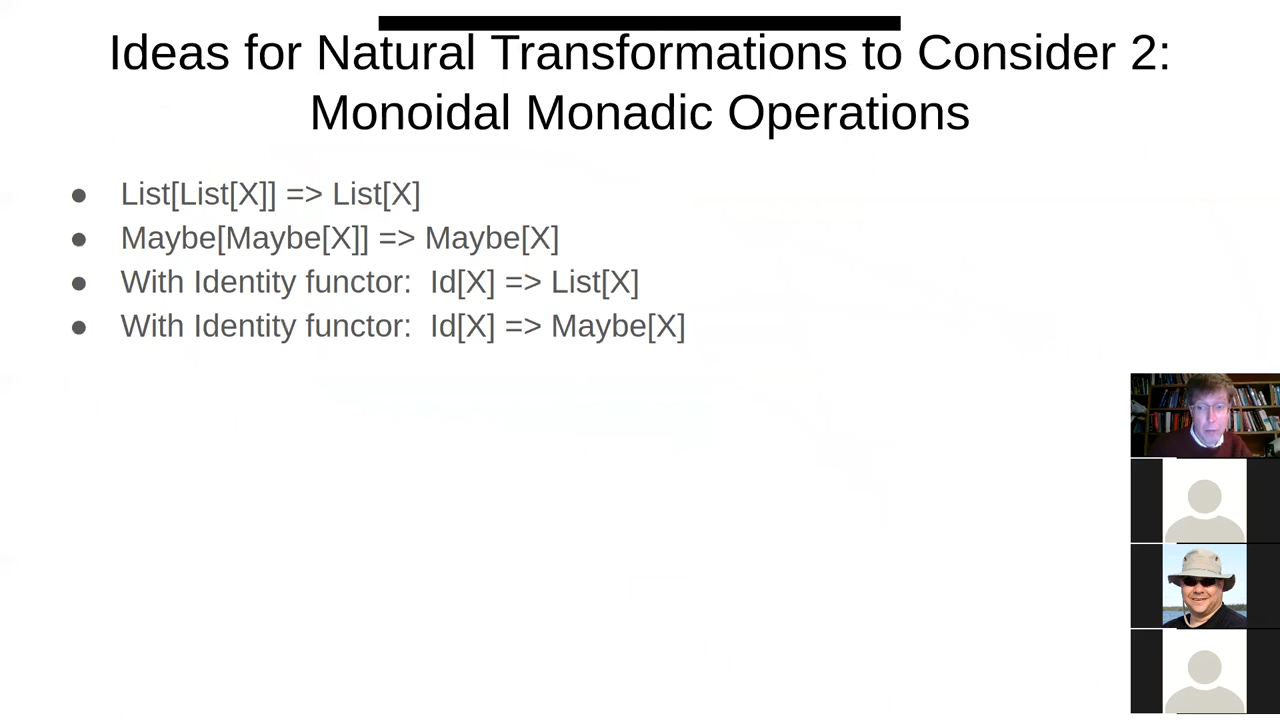 Ideas for Natural Transformations to Consider 2:
Monoidal Monadic Operations
● List[List[X]] => List[X]
● Maybe[Maybe[X]] => Maybe[X]
● With Identity functor:  Id[X] => List[X]
● With Identity functor:  Id[X] => Maybe[X]